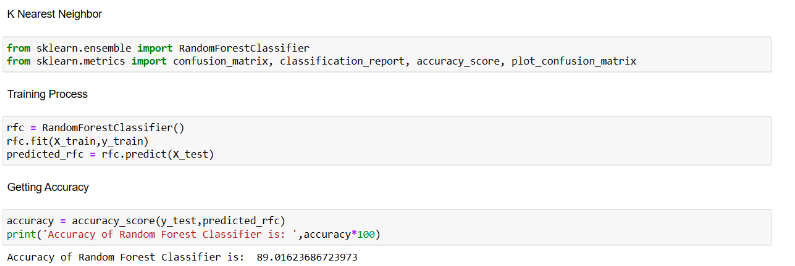 K Nearest Neighbor
from sklearn.ensemble import RandomForestClassifier
from sklearn.metrics import confusion_matrix, classification_report, accuracy_score, plot_confusion_matrix
Training Process
rfc = RandomForestClassifier()
rfc.fit(X_train,y_train)
predicted_rfc = rfc.predict(X_test)
Getting Accuracy
accuracy = accuracy_score(y_test,predicted_rfc)
print('Accuracy of Random Forest Classifier is: ',accuracy*100)
Accuracy of Random Forest Classifier is:  89.01623686723973